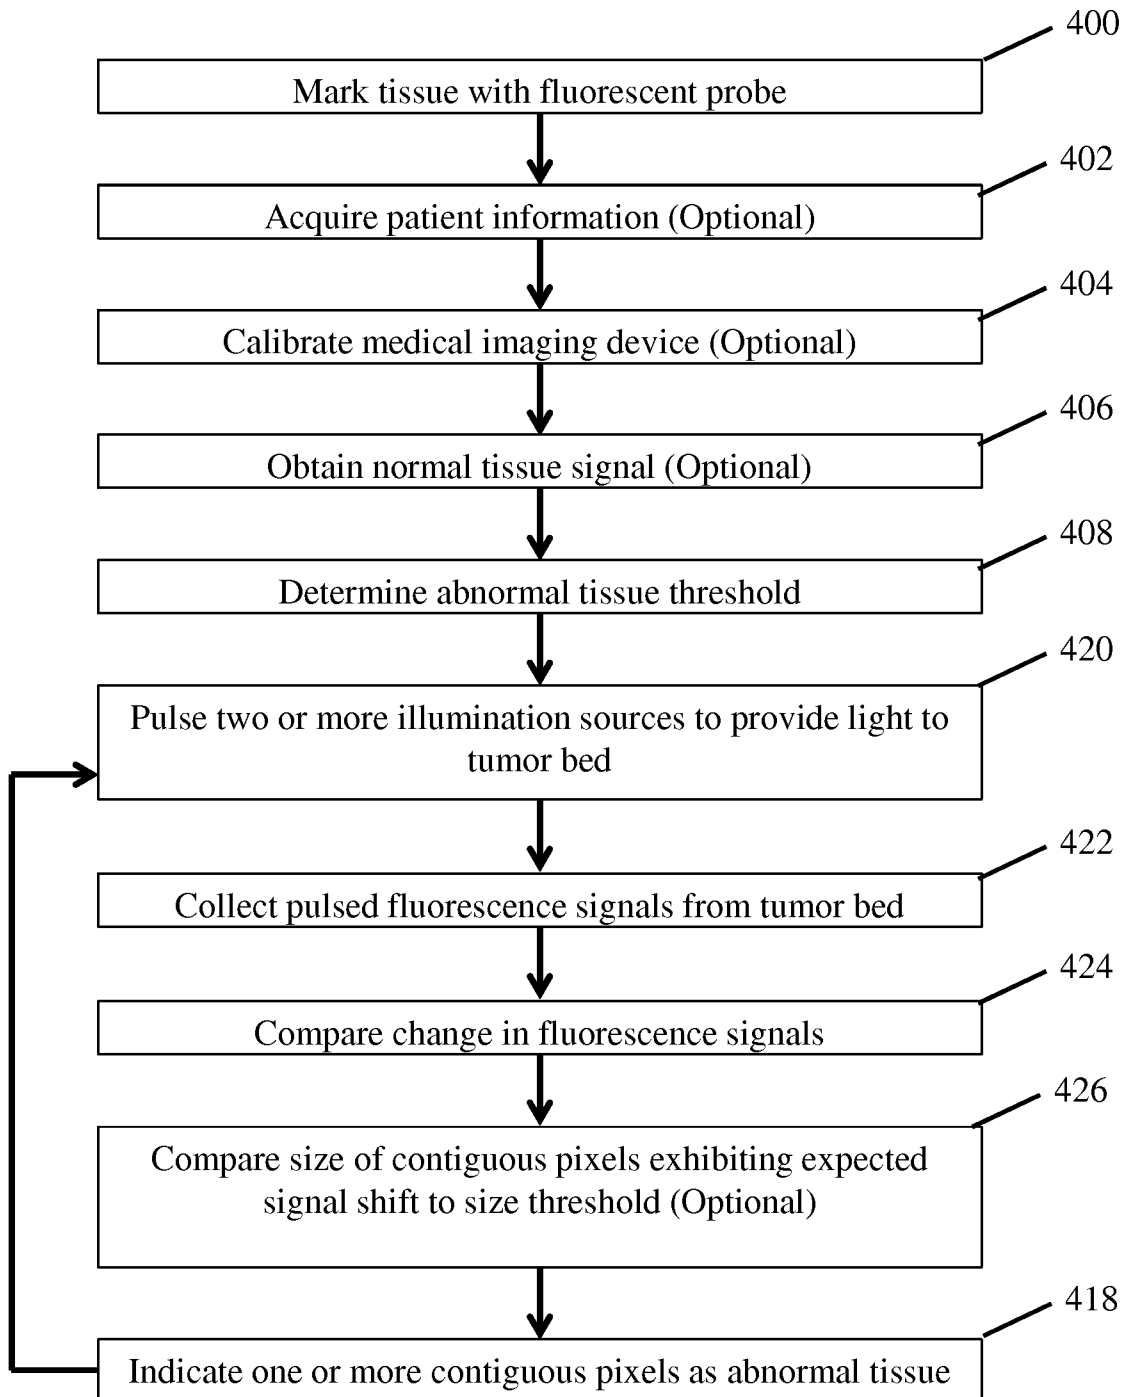 400
Mark tissue with fluorescent probe
402
Acquire patient information (Optional)
404
Calibrate medical imaging device (Optional)
406
Obtain normal tissue signal (Optional)
408
Determine abnormal tissue threshold
420
Pulse two or more illumination sources to provide light to
tumor bed
422
Collect pulsed fluorescence signals from tumor bed
424
Compare change in fluorescence signals
426
Compare size of contiguous pixels exhibiting expected
signal shift to size threshold (Optional)
418
Indicate one or more contiguous pixels as abnormal tissue